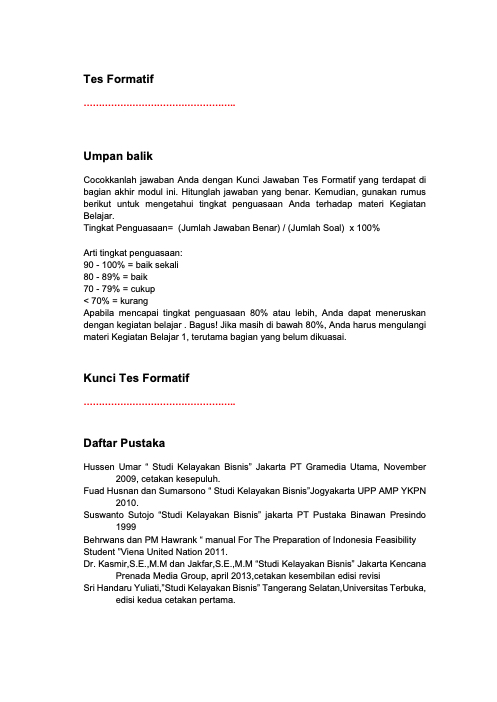 Tes Formatif
…………………………………………..
Umpan balik
Cocokkanlah jawaban Anda dengan Kunci Jawaban Tes Formatif yang terdapat di
bagian akhir modul ini. Hitunglah jawaban yang benar. Kemudian, gunakan rumus
berikut untuk mengetahui tingkat penguasaan Anda terhadap materi Kegiatan
Belajar.
Tingkat Penguasaan= (Jumlah Jawaban Benar) / (Jumlah Soal) x 100%
Arti tingkat penguasaan:
90 - 100% = baik sekali
80 - 89% = baik
70 - 79% = cukup
< 70% = kurang
Apabila mencapai tingkat penguasaan 80% atau lebih, Anda dapat meneruskan
dengan kegiatan belajar . Bagus! Jika masih di bawah 80%, Anda harus mengulangi
materi Kegiatan Belajar 1, terutama bagian yang belum dikuasai.
Kunci Tes Formatif
…………………………………………..
Daftar Pustaka
Hussen Umar “ Studi Kelayakan Bisnis” Jakarta PT Gramedia Utama, November
2009, cetakan kesepuluh.
Fuad Husnan dan Sumarsono “ Studi Kelayakan Bisnis”Jogyakarta UPP AMP YKPN
2010.
Suswanto Sutojo “Studi Kelayakan Bisnis” jakarta PT Pustaka Binawan Presindo
1999
Behrwans dan PM Hawrank “ manual For The Preparation of Indonesia Feasibility
Student ”Viena United Nation 2011.
Dr. Kasmir,S.E.,M.M dan Jakfar,S.E.,M.M “Studi Kelayakan Bisnis” Jakarta Kencana
Prenada Media Group, april 2013,cetakan kesembilan edisi revisi
Sri Handaru Yuliati,”Studi Kelayakan Bisnis” Tangerang Selatan,Universitas Terbuka,
edisi kedua cetakan pertama.